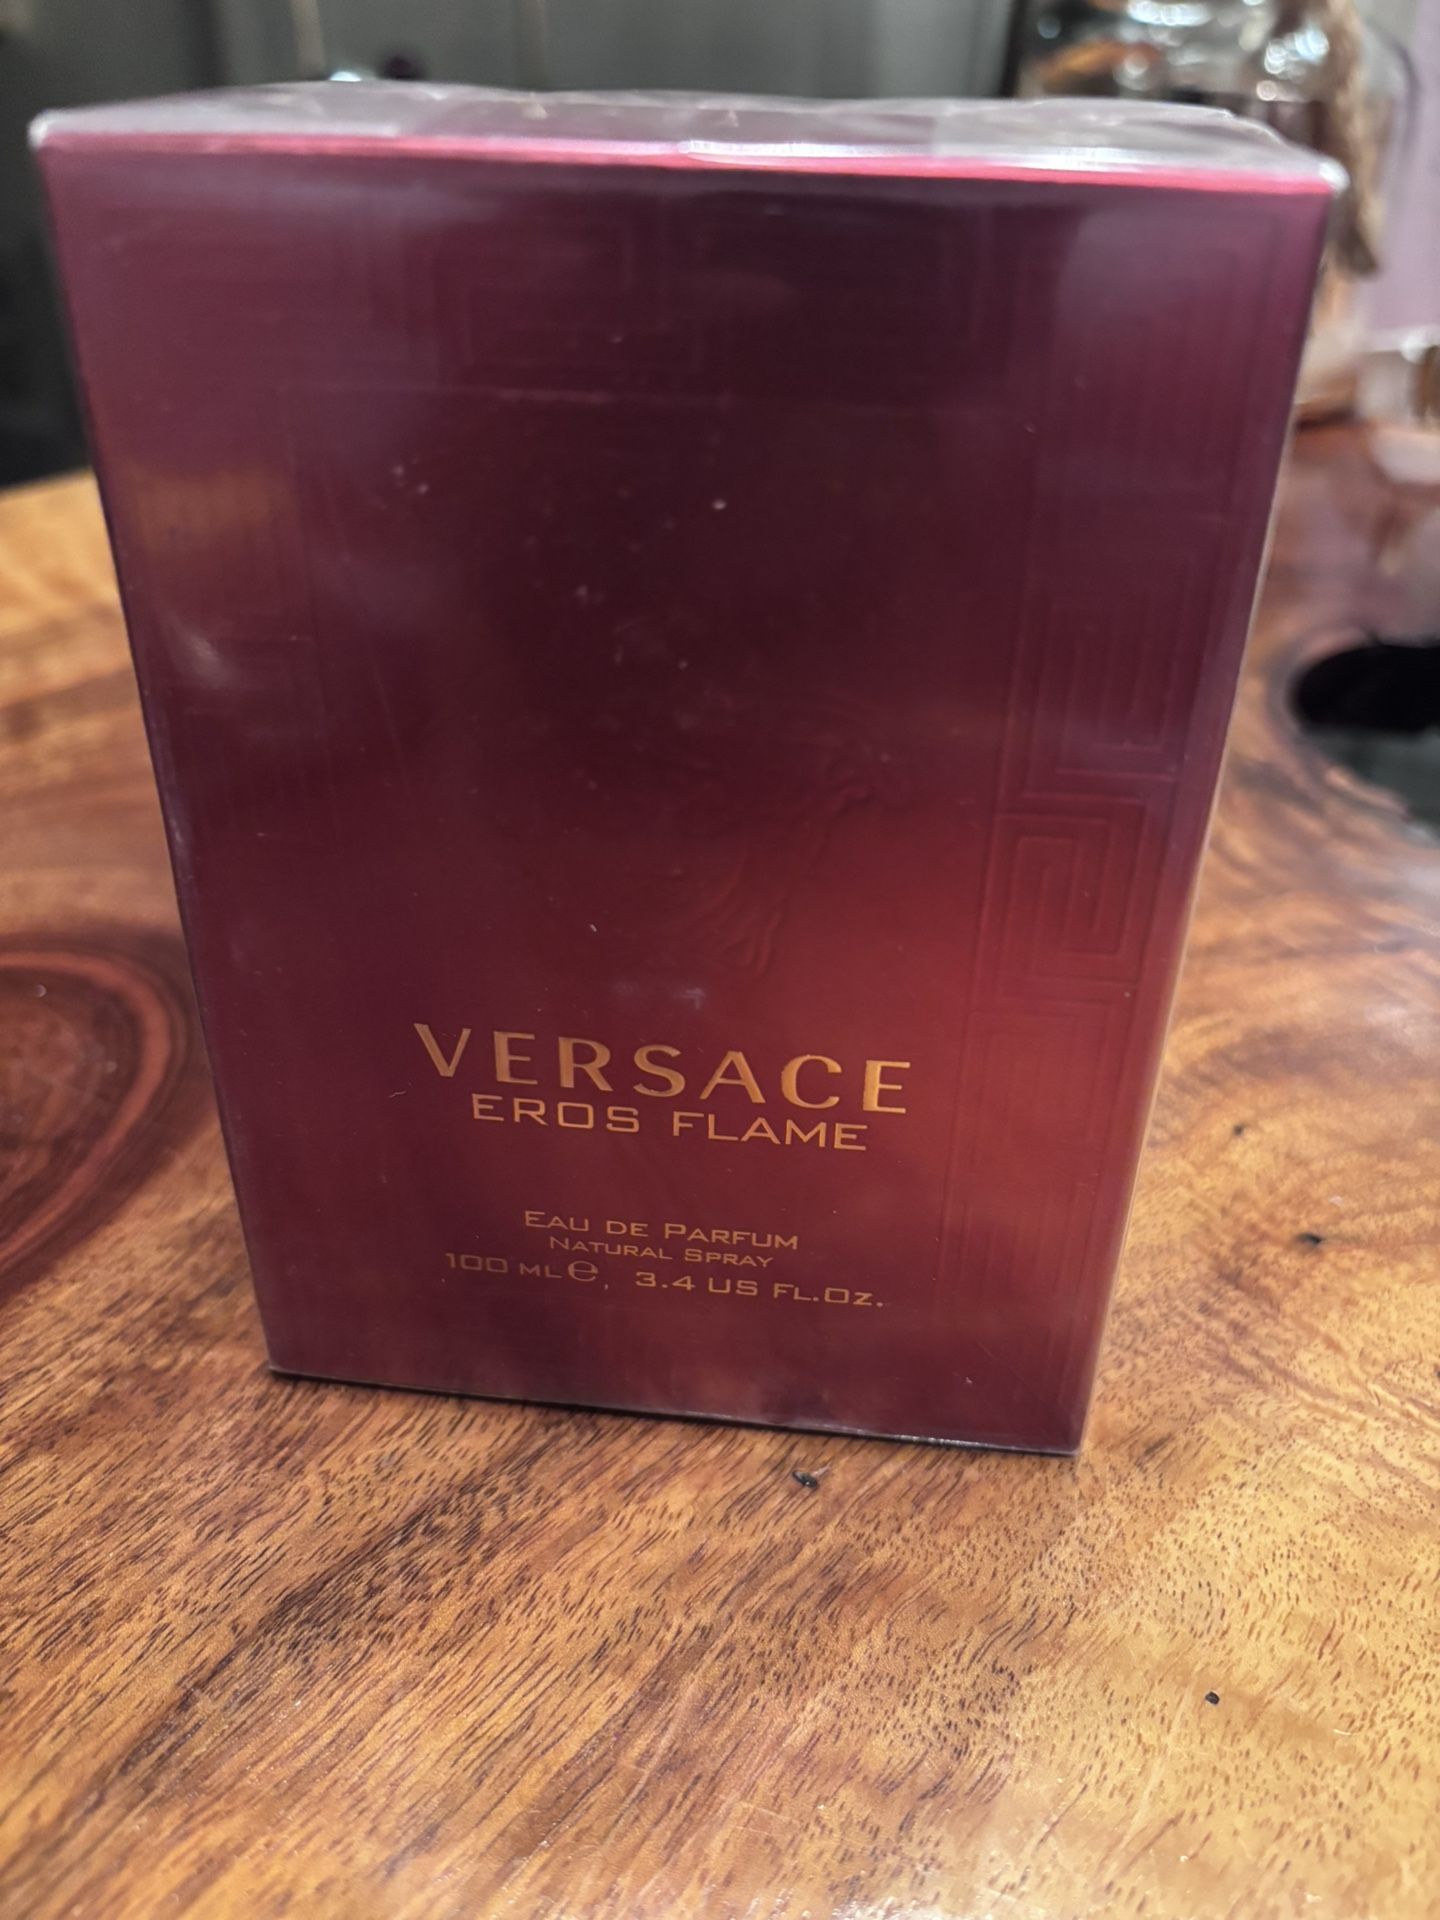 VERSACE
EROS FLAME
EAU DE PARFUM
NATURAL SPRAY
100 ML ℮, 3.4 US FL.OZ.